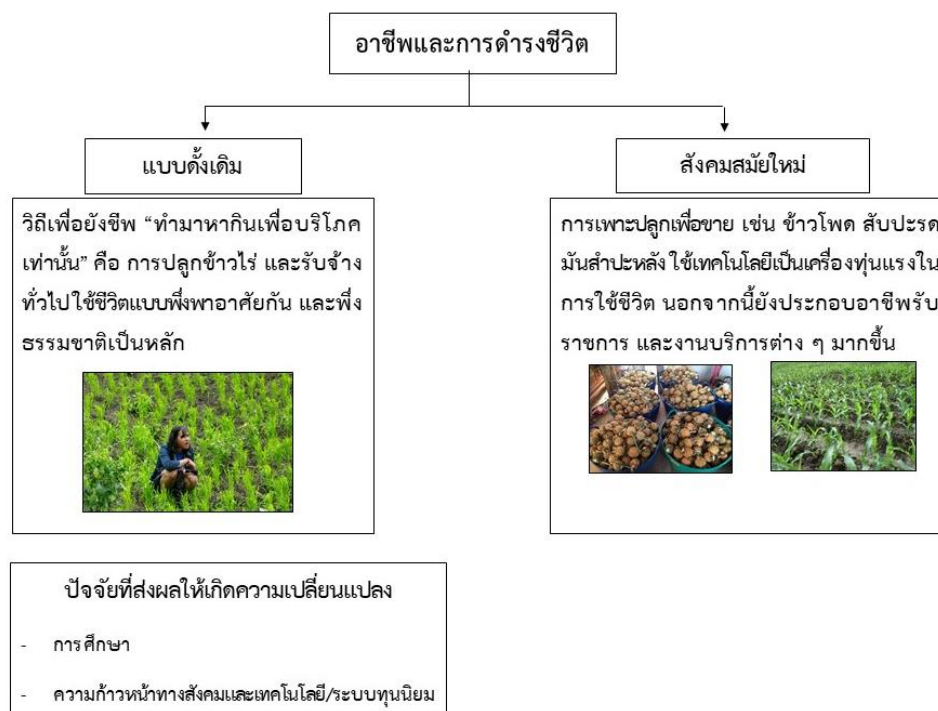 อาชีพและการดำรงชีวิต
แบบดั้งเดิม
วิถีเพื่อยังชีพ “ทำมาหากินเพื่อบริโภค
เท่านั้น” คือ การปลูกข้าวไร่ และรับจ้าง
ทั่วไป ใช้ชีวิตแบบพึ่งพาอาศัยกัน และพึ่ง
ธรรมชาติเป็นหลัก
สังคมสมัยใหม่
การเพาะปลูกเพื่อขาย เช่น ข้าวโพด สับปะรด
มันสำปะหลัง ใช้เทคโนโลยีเป็นเครื่องทุ่นแรงใน
การใช้ชีวิต นอกจากนี้ยังประกอบอาชีพรับ
ราชการ และงานบริการต่าง ๆ มากขึ้น
ปัจจัยที่ส่งผลให้เกิดความเปลี่ยนแปลง
- การศึกษา
- ความก้าวหน้าทางสังคมและเทคโนโลยี/ระบบทุนนิยม